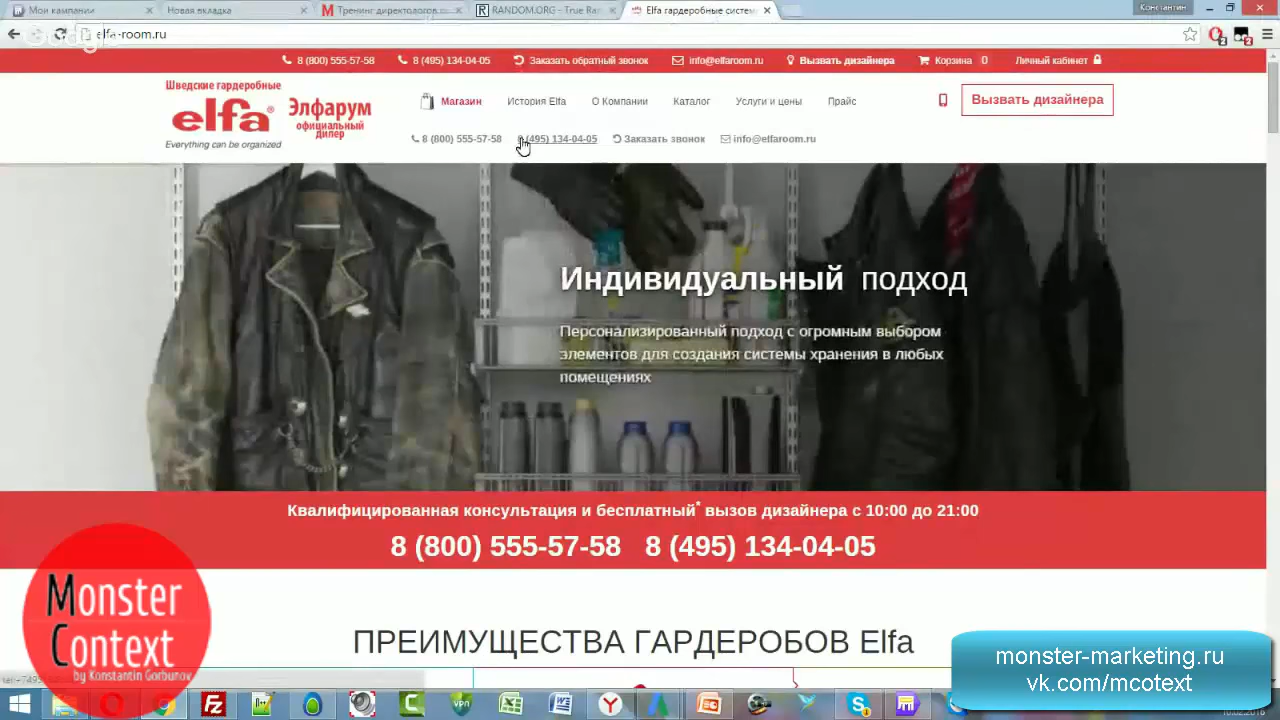 Мои кампании
Новая вкладка
Тренинг директологов
RANDOM.ORG - True Ran
Elfa гардеробные систем
Константин
elfa-room.ru
8 (800) 555-57-58
8 (495) 134-04-05
Заказать обратный звонок
info@elfaroom.ru
Вызвать дизайнера
Корзина 0
Личный кабинет
Шведские гардеробные
elfa®
Everything can be organized
Элфарум
официальный
дилер
Магазин
История Elfa
О Компании
Каталог
Услуги и цены
Прайс
Вызвать дизайнера
8 (800) 555-57-58
(495) 134-04-05
Заказать звонок
info@elfaroom.ru
Индивидуальный подход
Персонализированный подход с огромным выбором
элементов для создания системы хранения в любых
помещениях
Квалифицированная консультация и бесплатный* вызов дизайнера с 10:00 до 21:00
8 (800) 555-57-58 8 (495) 134-04-05
ПРЕИМУЩЕСТВА ГАРДЕРОБОВ Elfa
Monster
Context
by Konstantin Gorbunov
monster-marketing.ru
vk.com/mcotext